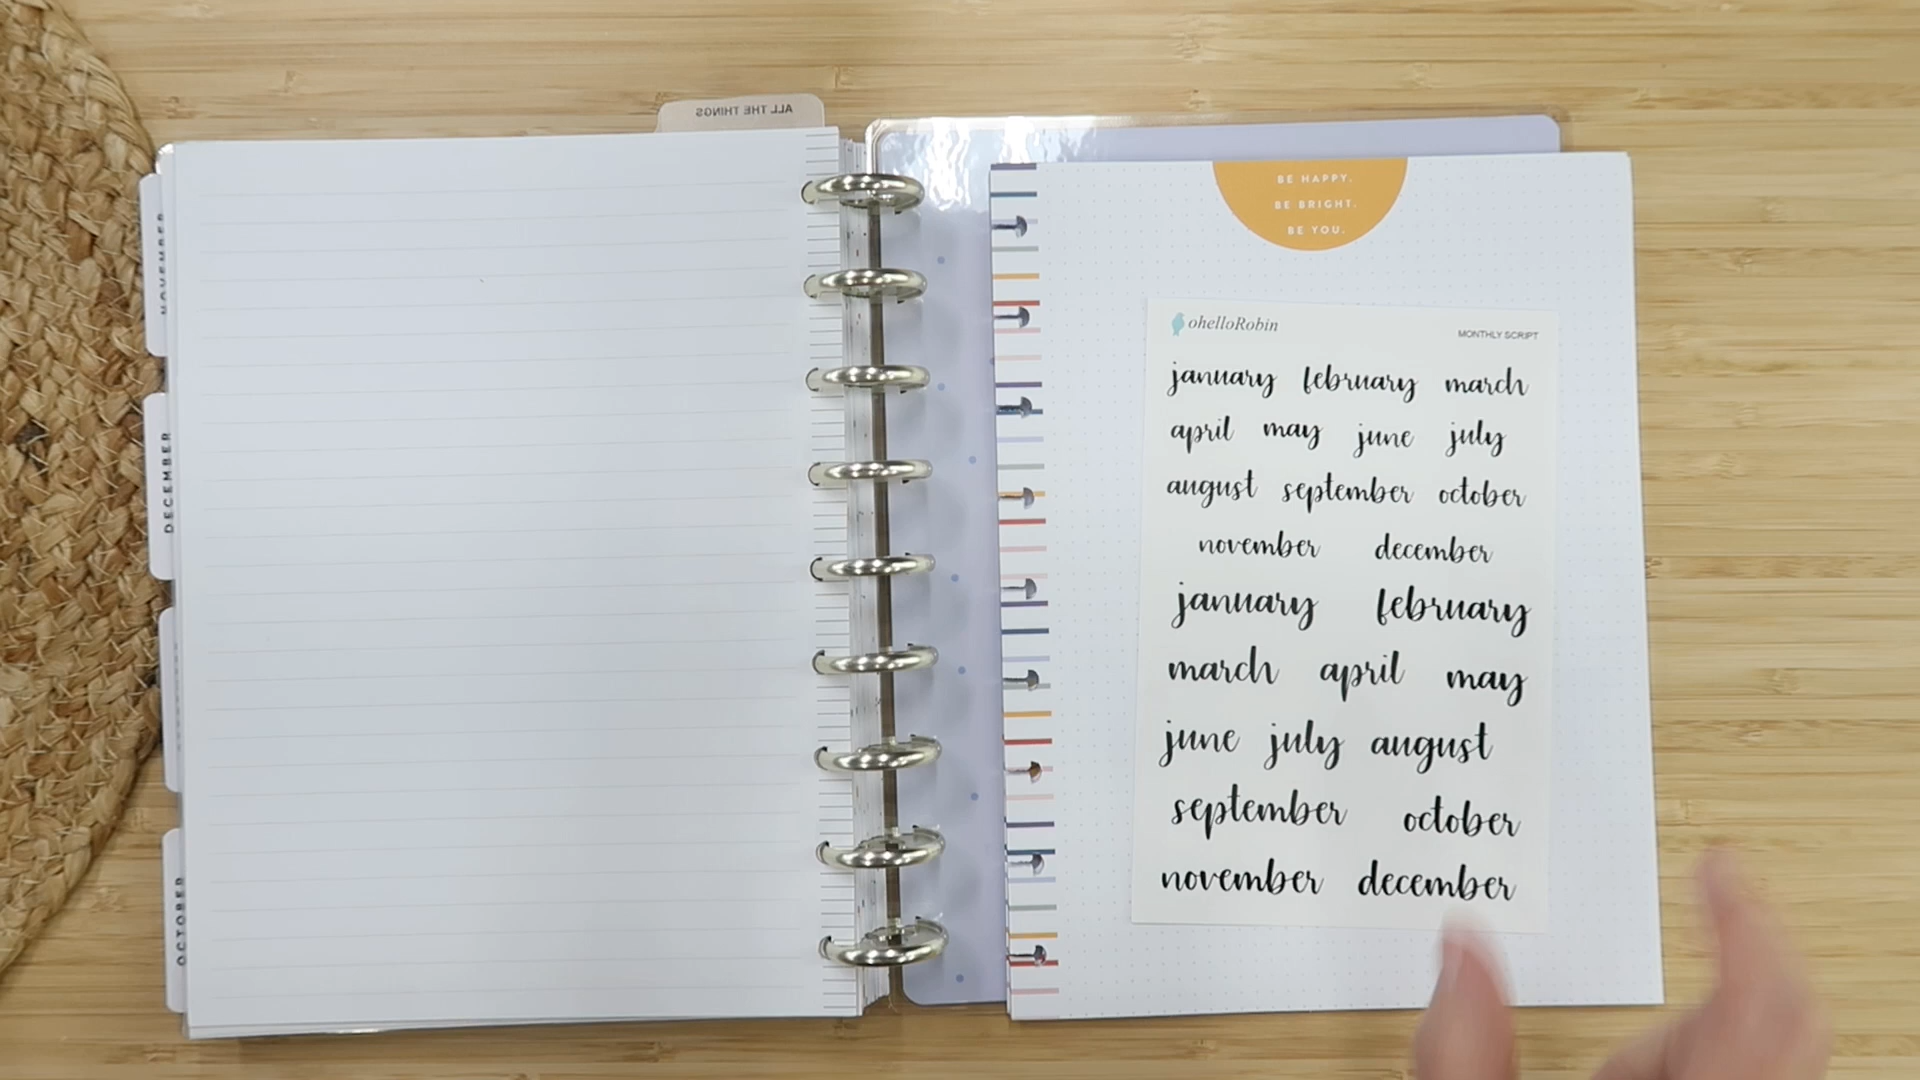 ALL THE THINGS
NOVEMBER
DECEMBER
OCTOBER
BE HAPPY.
BE BRIGHT.
BE YOU.
ohelloRobin
MONTHLY SCRIPT
january february march
april may june july
august september october
november december
january february
march april may
june july august
september october
november december